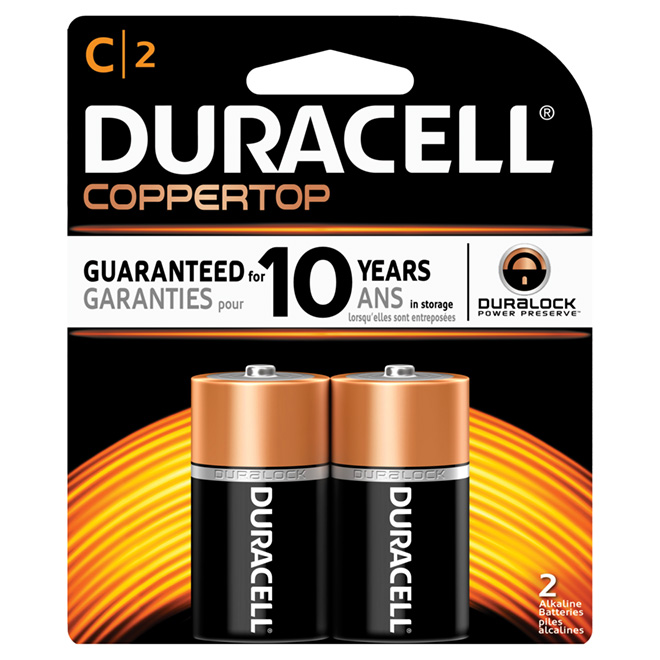 C|2
DURACELL®
COPPERTOP
GUARANTEED for 10 YEARS
GARANTIES pour ANS in storage
lorsqu'elles sont entreposées
DURALOCK
POWER PRESERVE™
DURALOCK
DURALOCK
DURACELL
DURACELL
2
Alkaline
Batteries
piles
alcalines